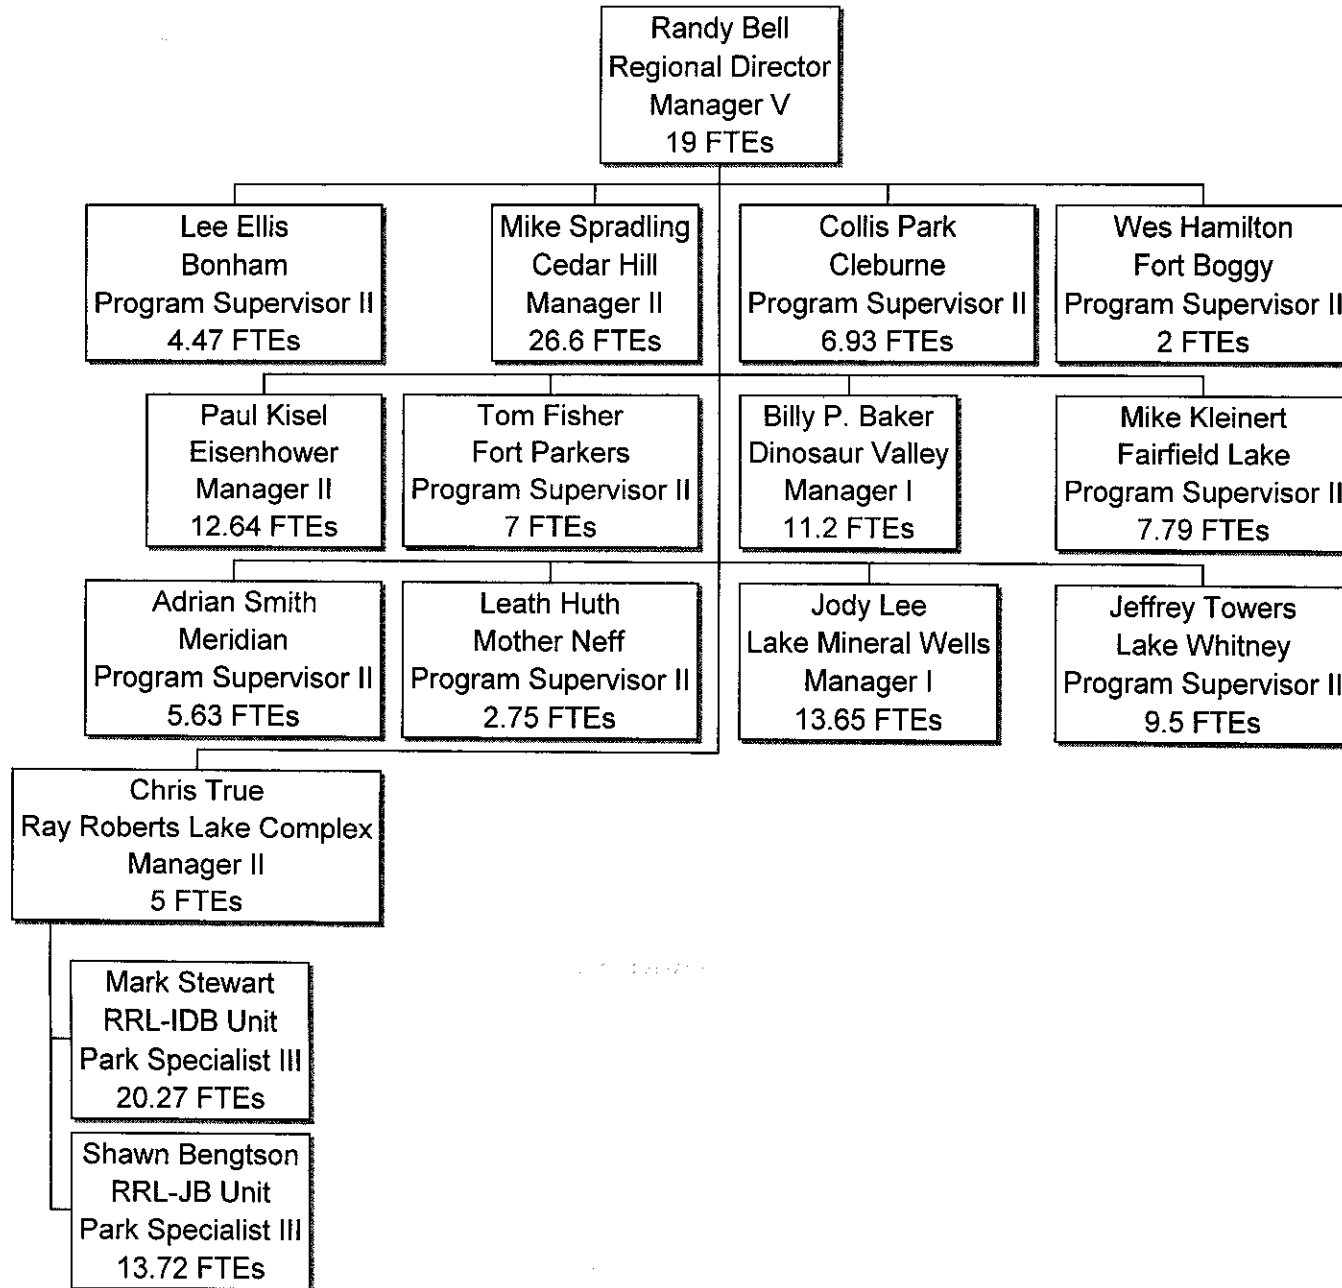 Randy Bell
Regional Director
Manager V
19 FTEs
Lee Ellis
Bonham
Program Supervisor II
4.47 FTEs
Mike Spradling
Cedar Hill
Manager II
26.6 FTEs
Collis Park
Cleburne
Program Supervisor II
6.93 FTEs
Wes Hamilton
Fort Boggy
Program Supervisor II
2 FTEs
Paul Kisel
Eisenhower
Manager II
12.64 FTEs
Tom Fisher
Fort Parkers
Program Supervisor II
7 FTEs
Billy P. Baker
Dinosaur Valley
Manager I
11.2 FTEs
Mike Kleinert
Fairfield Lake
Program Supervisor II
7.79 FTEs
Adrian Smith
Meridian
Program Supervisor II
5.63 FTEs
Leath Huth
Mother Neff
Program Supervisor II
2.75 FTEs
Jody Lee
Lake Mineral Wells
Manager I
13.65 FTEs
Jeffrey Towers
Lake Whitney
Program Supervisor II
9.5 FTEs
Chris True
Ray Roberts Lake Complex
Manager II
5 FTEs
Mark Stewart
RRL-IDB Unit
Park Specialist III
20.27 FTEs
Shawn Bengtson
RRL-JB Unit
Park Specialist III
13.72 FTEs